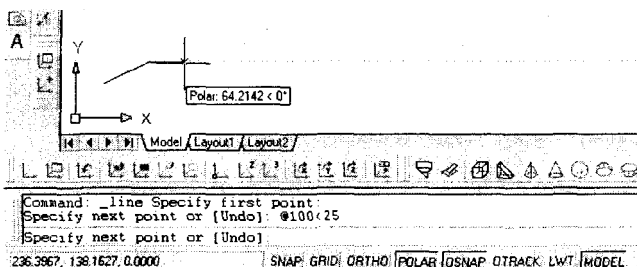 A
Y
Polar: 64.2142 < 0°
X
Model Layout1 Layout2
Command: _line Specify first point:
Specify next point or [Undo]: @100<25
Specify next point or [Undo]
236.3967, 138.1627, 0.0000 SNAP GRID ORTHO POLAR OSNAP OTRACK LWT MODEL